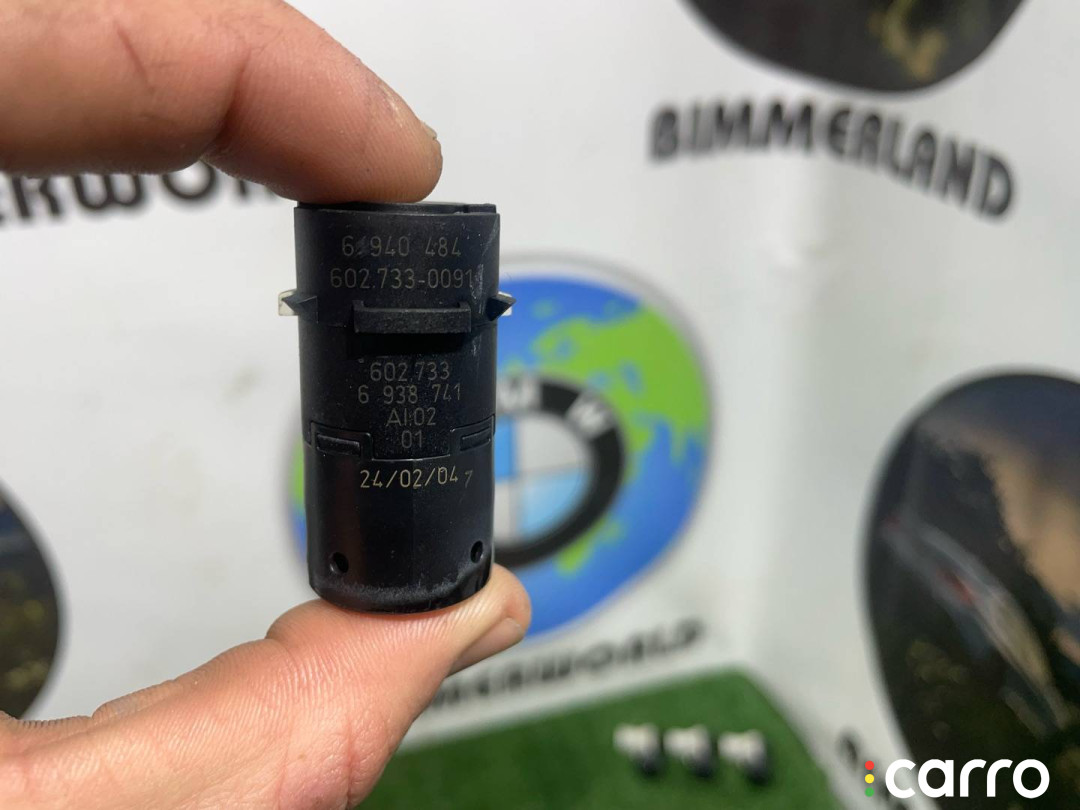 BIMMERLAND
6 940 484
602.733-0091
602.733
6 938 741
AI:02
01
24/02/04 7
carro